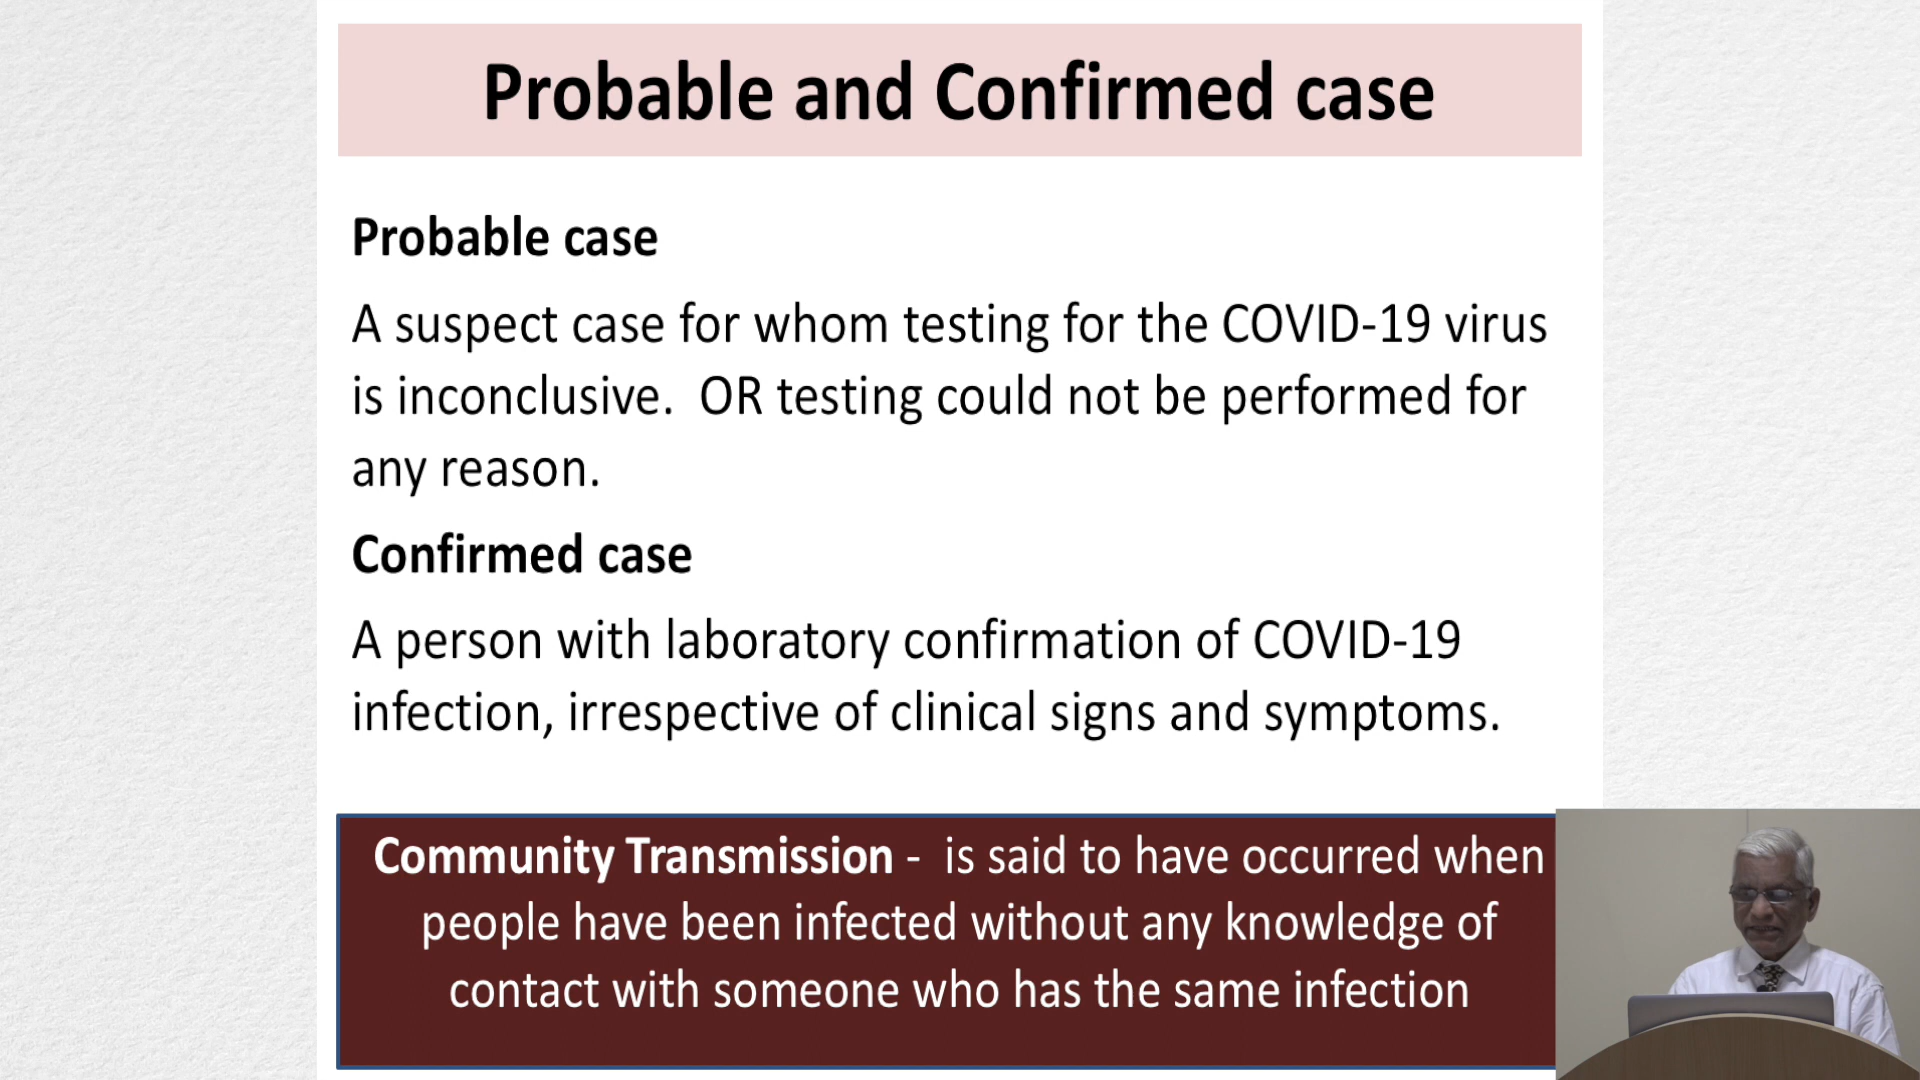 Probable and Confirmed case
Probable case
A suspect case for whom testing for the COVID-19 virus
is inconclusive.  OR testing could not be performed for
any reason.
Confirmed case
A person with laboratory confirmation of COVID-19
infection, irrespective of clinical signs and symptoms.
Community Transmission -  is said to have occurred when
people have been infected without any knowledge of
contact with someone who has the same infection